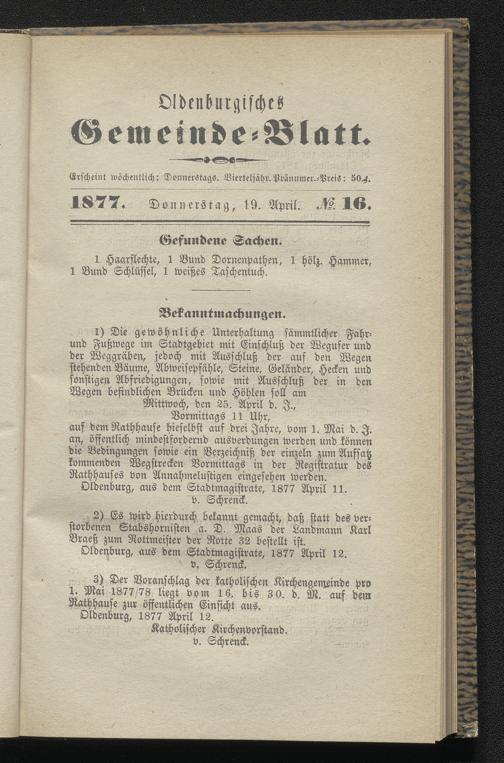 Oldenburgisches
Gemeinde-Blatt.
Erscheint wöchentlich: Donnerstags. Vierteljähr. Pränumer.-Preis: 50 ₰.
1877. Donnerstag, 19. April. № 16.
Gefundene Sachen.
1 Haarflechte, 1 Bund Dornenpathen, 1 hölz. Hammer,
1 Bund Schlüssel, 1 weißes Taschentuch.
Bekanntmachungen.
1) Die gewöhnliche Unterhaltung sämmtlicher Fahr-
und Fußwege im Stadtgebiet mit Einschluß der Wegufer und
der Weggräben, jedoch mit Ausschluß der auf den Wegen
stehenden Bäume, Abweisepfähle, Steine, Geländer, Hecken und
sonstigen Abfriedigungen, sowie mit Ausschluß der in den
Wegen befindlichen Brücken und Höhlen soll am
Mittwoch, den 25. April d. J.,
Vormittags 11 Uhr,
auf dem Rathhause hieselbst auf drei Jahre, vom 1. Mai d. J.
an, öffentlich mindestfordernd ausverdungen werden und können
die Bedingungen sowie ein Verzeichniß der einzeln zum Aufsatz
kommenden Wegstrecken Vormittags in der Registratur des
Rathhauses von Annahmelustigen eingesehen werden.
Oldenburg, aus dem Stadtmagistrate, 1877 April 11.
v. Schrenck.
2) Es wird hierdurch bekannt gemacht, daß statt des ver-
storbenen Stabshornisten a. D. Maas der Landmann Karl
Braeß zum Rottmeister der Rotte 32 bestellt ist.
Oldenburg, aus dem Stadtmagistrate, 1877 April 12.
v. Schrenck.
3) Der Voranschlag der katholischen Kirchengemeinde pro
1. Mai 1877/78 liegt vom 16. bis 30. d. M. auf dem
Rathhause zur öffentlichen Einsicht aus.
Oldenburg, 1877 April 12.
Katholischer Kirchenvorstand.
v. Schrenck.